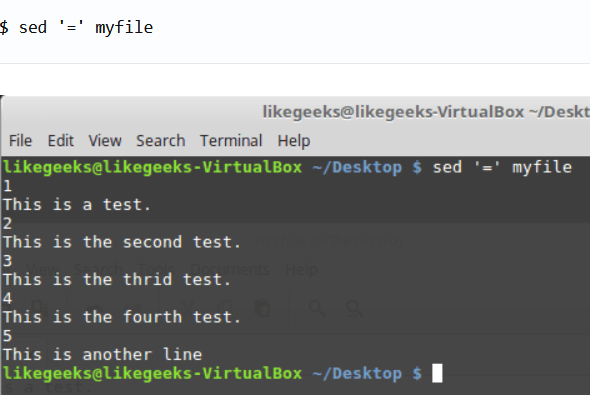 $ sed '=' myfile
likegeeks@likegeeks-VirtualBox ~/Deskt
File Edit View Search Terminal Help
likegeeks@likegeeks-VirtualBox ~/Desktop $ sed '=' myfile
1
This is a test.
2
This is the second test.
3
This is the thrid test.
4
This is the fourth test.
5
This is another line
likegeeks@likegeeks-VirtualBox ~/Desktop $